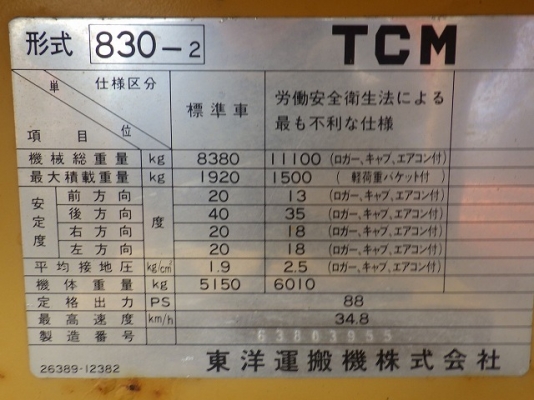 形式 830-2 TCM
単位 仕様区分 項目 標準車 労働安全衛生法による最も不利な仕様
機械総重量 kg 8380 11100 (ロガー、キャブ、エアコン付)
最大積載重量 kg 1920 1500 (軽荷重バケット付)
安定度 前方向 度 20 13 (ロガー、キャブ、エアコン付)
後方向 40 35 (ロガー、キャブ、エアコン付)
右方向 20 18 (ロガー、キャブ、エアコン付)
左方向 20 18 (ロガー、キャブ、エアコン付)
平均接地圧 kg/cm² 1.9 2.5 (ロガー、キャブ、エアコン付)
機体重量 kg 5150 6010
定格出力 PS 88
最高速度 km/h 34.8
製造番号 63803955
26389-12382 東洋運搬機株式会社